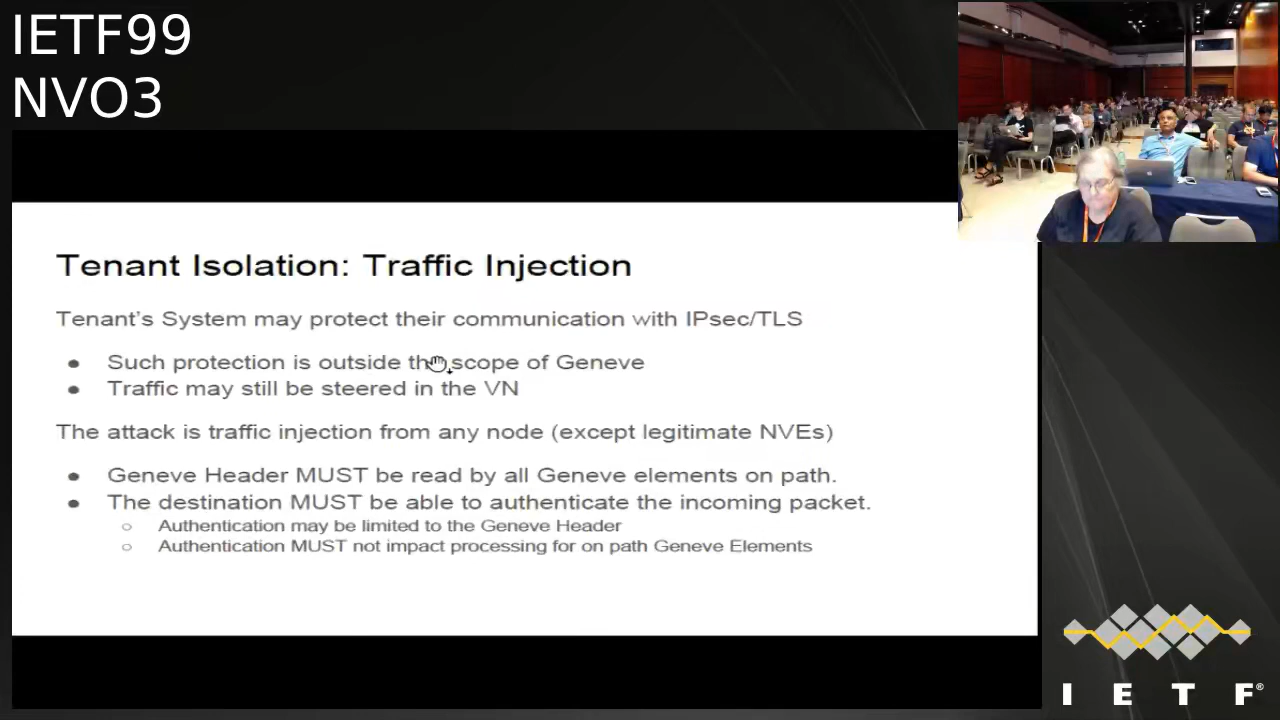 IETF99
NVO3
Tenant Isolation: Traffic Injection
Tenant's System may protect their communication with IPsec/TLS
Such protection is outside the scope of Geneve
Traffic may still be steered in the VN
The attack is traffic injection from any node (except legitimate NVEs)
Geneve Header MUST be read by all Geneve elements on path.
The destination MUST be able to authenticate the incoming packet.
Authentication may be limited to the Geneve Header
Authentication MUST not impact processing for on path Geneve Elements
I E T F®